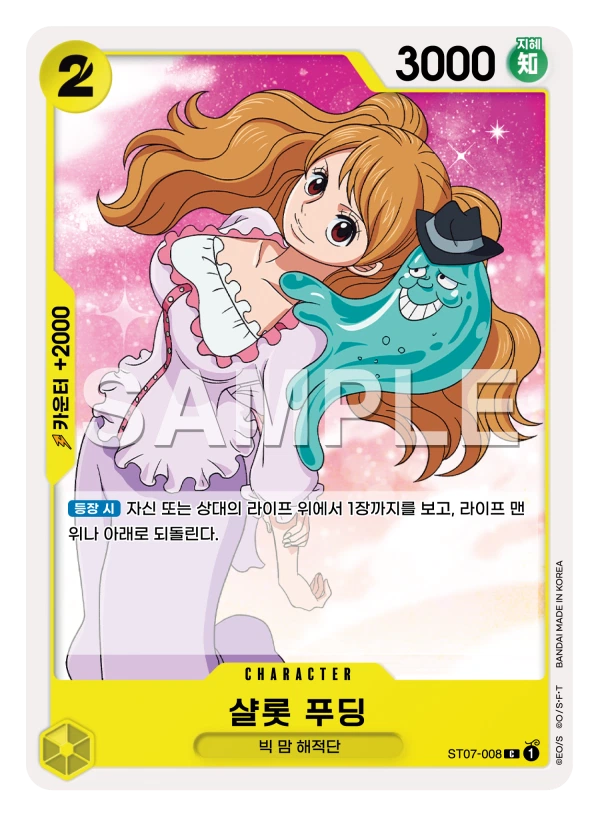 2
3000
지혜
知
카운터 +2000
SAMPLE
등장 시 자신 또는 상대의 라이프 위에서 1장까지를 보고, 라이프 맨
위나 아래로 되돌린다.
CHARACTER
샬롯 푸딩
빅 맘 해적단
ST07-008 C 1
©EO/S ©O/S·F·T BANDAI MADE IN KOREA